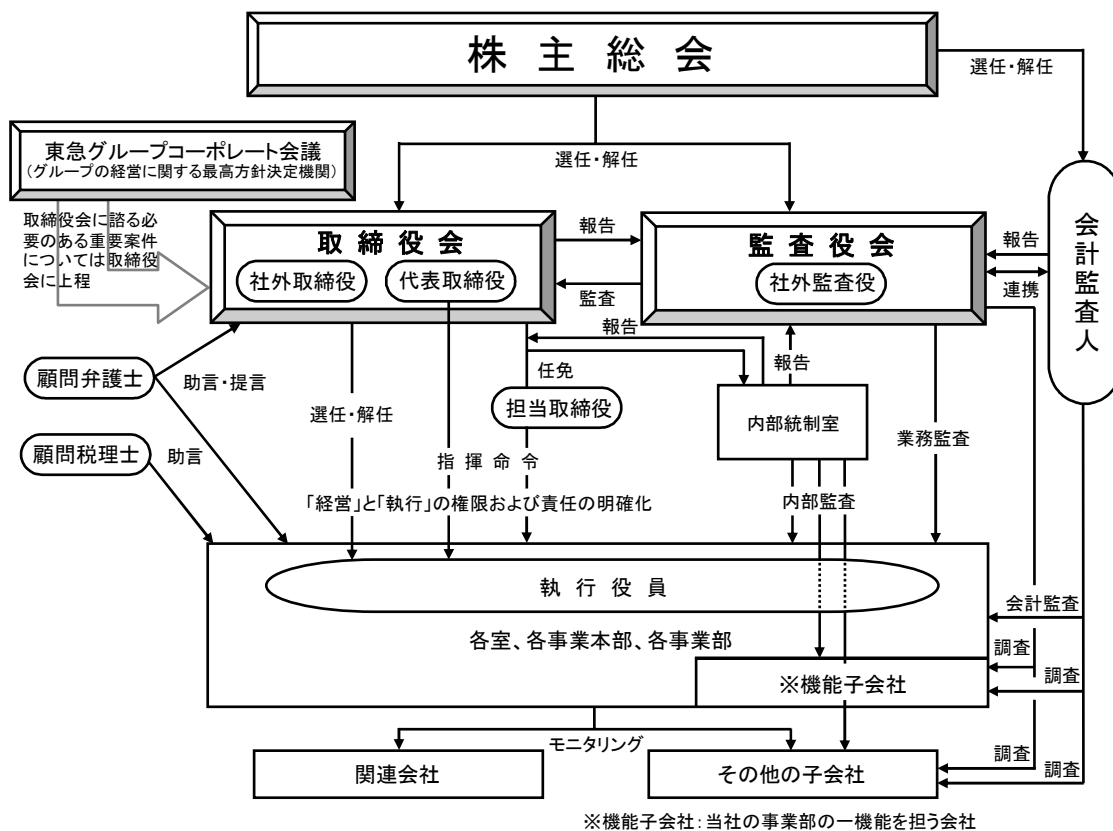 株主総会
選任・解任
東急グループコーポレート会議
（グループの経営に関する最高方針決定機関）
選任・解任
取締役会に諮る必
要のある重要案件
については取締役
会に上程
取締役会
社外取締役
代表取締役
報告
監査
監査役会
社外監査役
報告
連携
会計監査人
報告
報告
顧問弁護士
助言・提言
任免
担当取締役
選任・解任
内部統制室
業務監査
顧問税理士
助言
指揮命令
内部監査
「経営」と「執行」の権限および責任の明確化
執行役員
会計監査
各室、各事業本部、各事業部
調査
※機能子会社
調査
モニタリング
関連会社
その他の子会社
調査
調査
※機能子会社：当社の事業部の一機能を担う会社